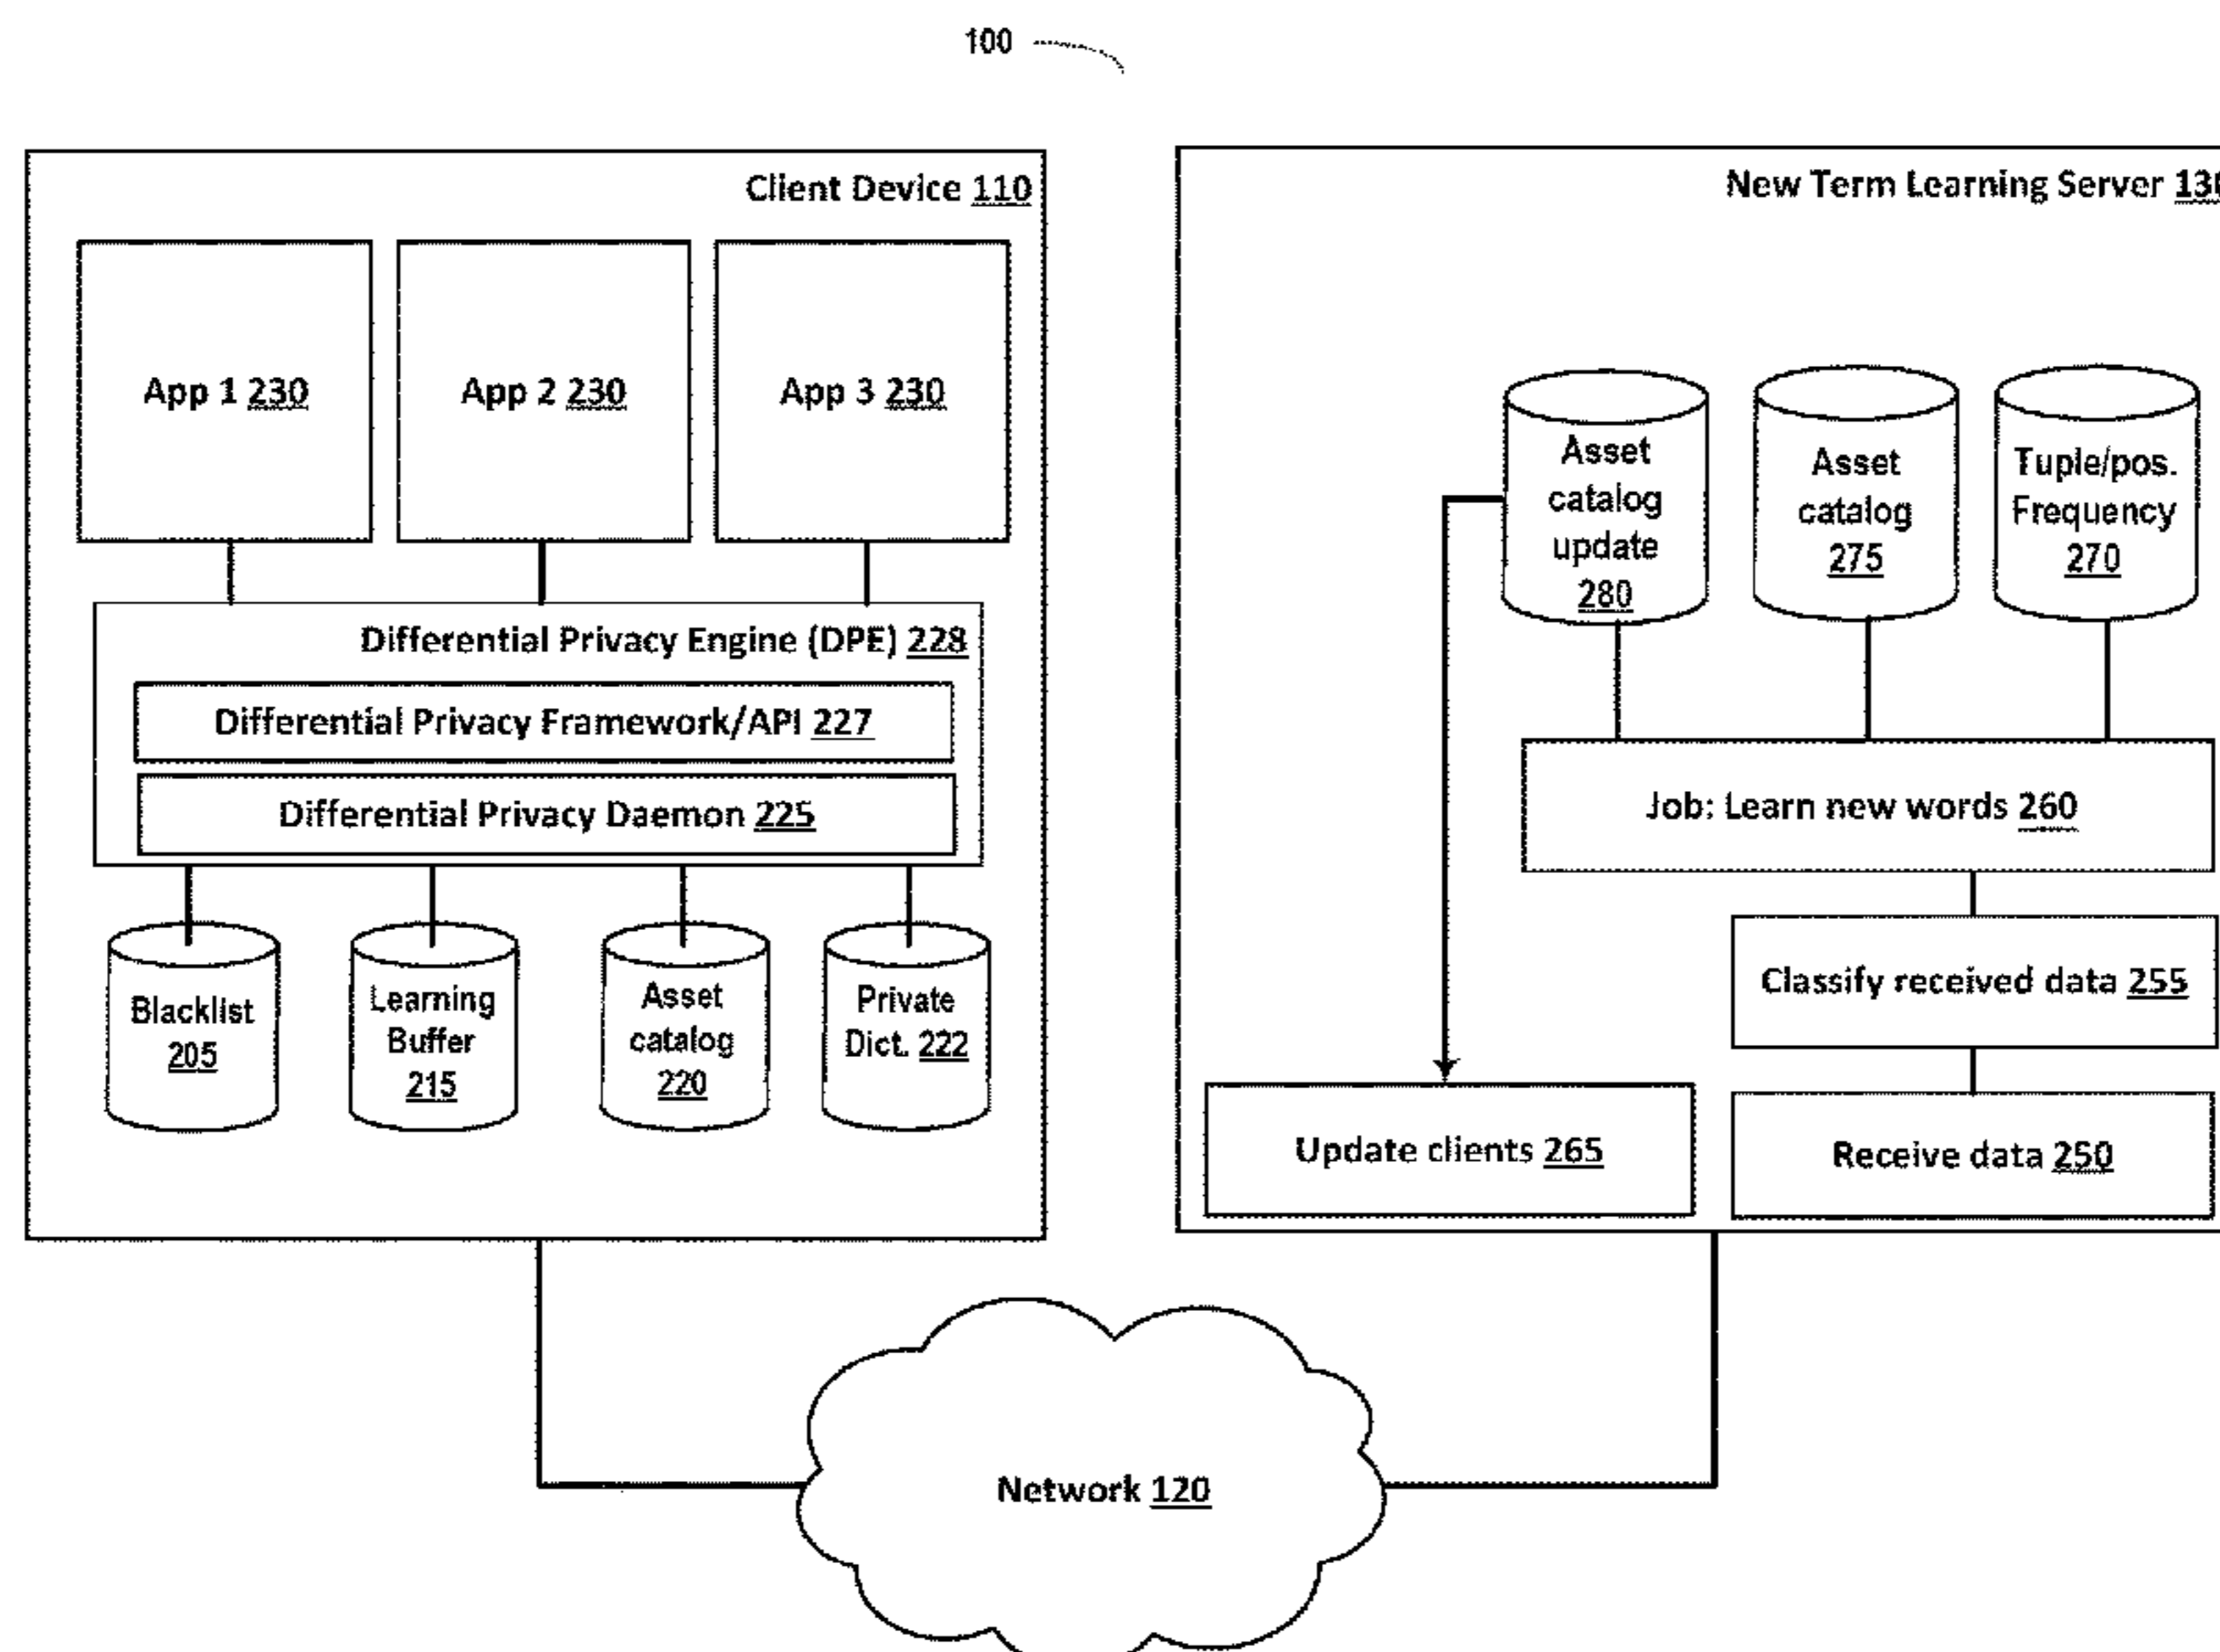 100
Client Device 110
App 1 230
App 2 230
App 3 230
Differential Privacy Engine (DPE) 228
Differential Privacy Framework/API 227
Differential Privacy Daemon 225
Blacklist
205
Learning
Buffer
215
Asset
catalog
220
Private
Dict. 222
New Term Learning Server
Asset
catalog
update
280
Asset
catalog
275
Tuple/pos.
Frequency
270
Job: Learn new words 260
Classify received data 255
Update clients 265
Receive data 250
Network 120